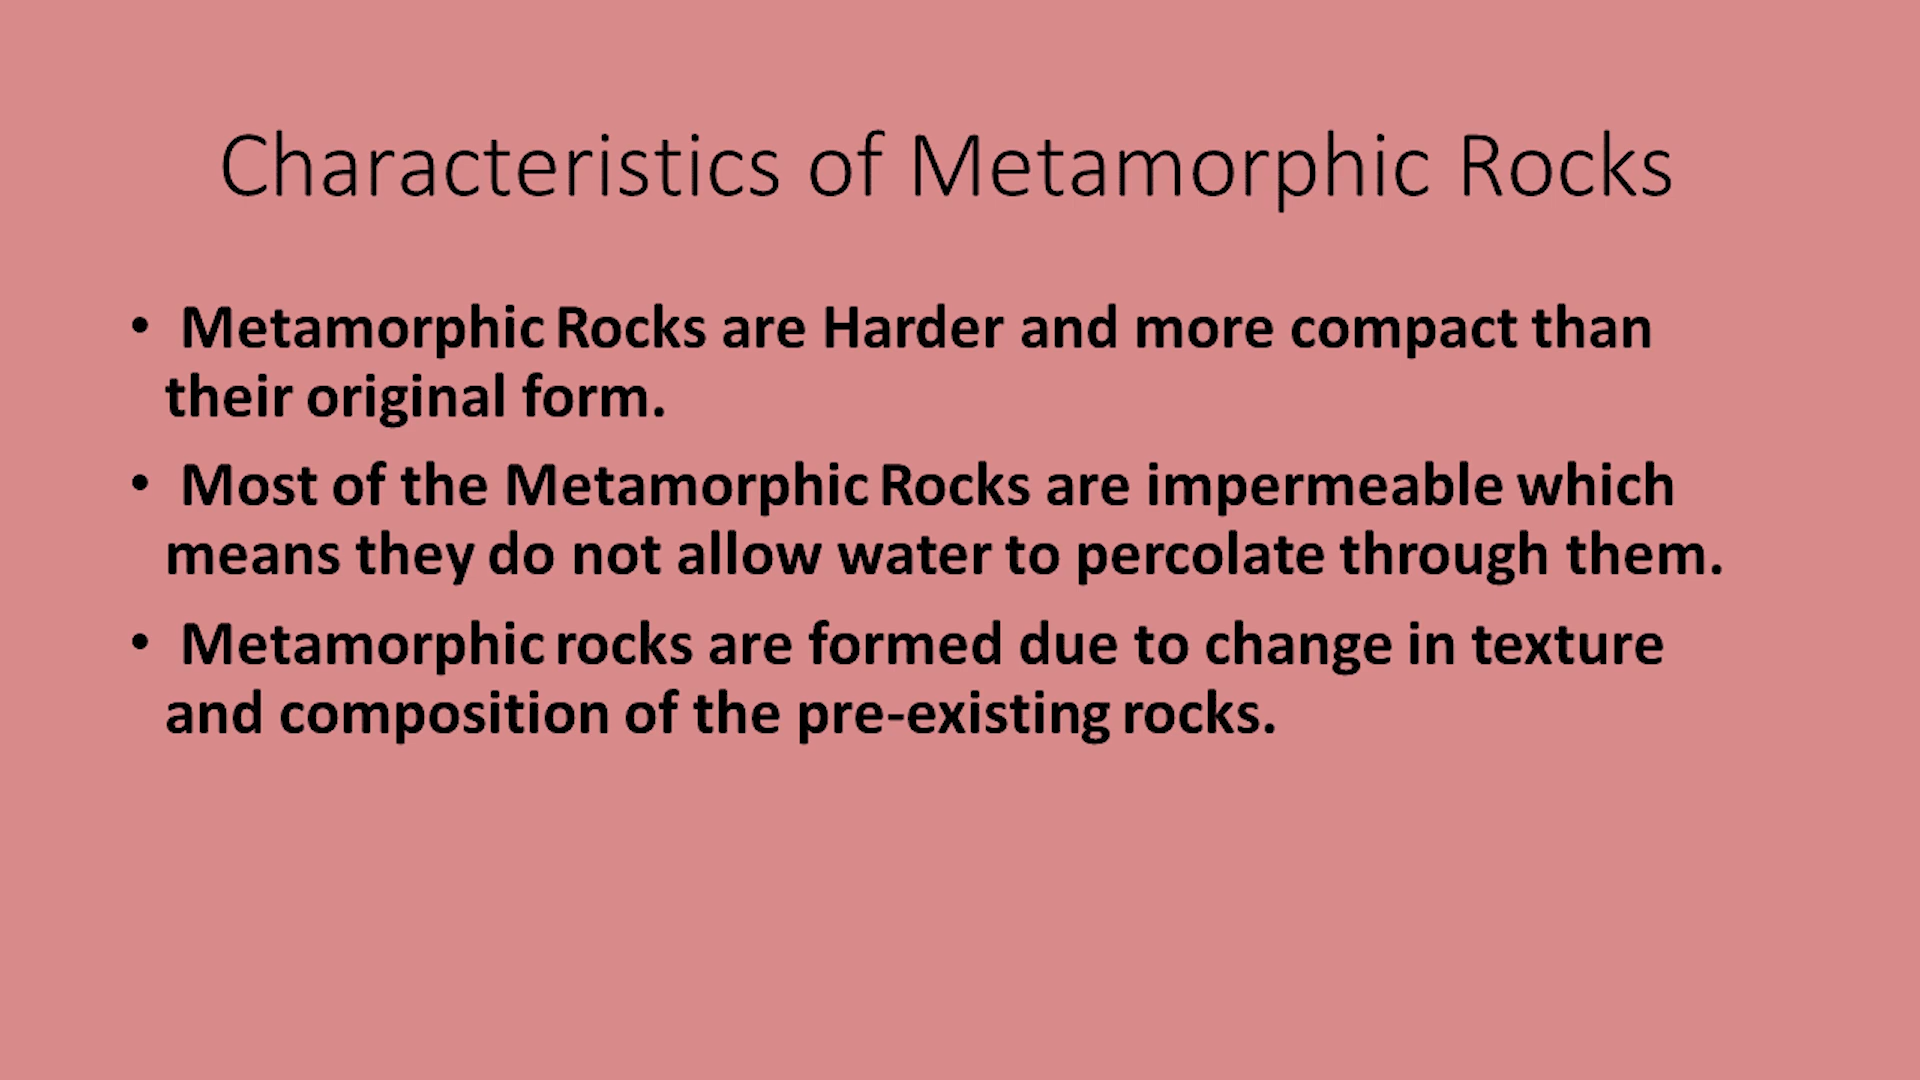 Characteristics of Metamorphic Rocks
• Metamorphic Rocks are Harder and more compact than
their original form.
• Most of the Metamorphic Rocks are impermeable which
means they do not allow water to percolate through them.
• Metamorphic rocks are formed due to change in texture
and composition of the pre-existing rocks.